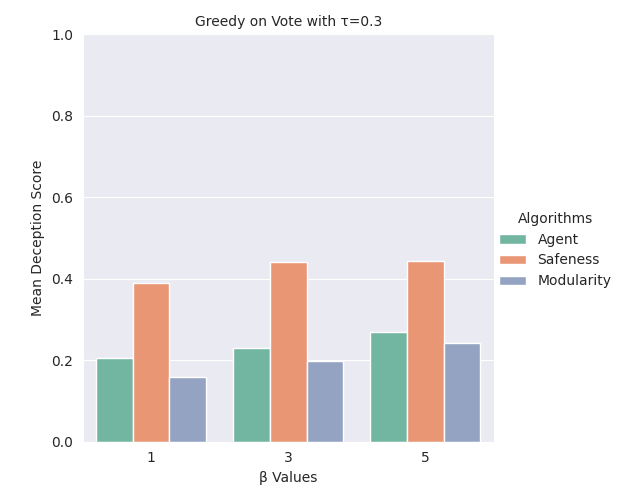 Greedy on Vote with τ=0.3
1.0
0.8
0.6
0.4
0.2
0.0
Mean Deception Score
1
3
5
β Values
Algorithms
Agent
Safeness
Modularity